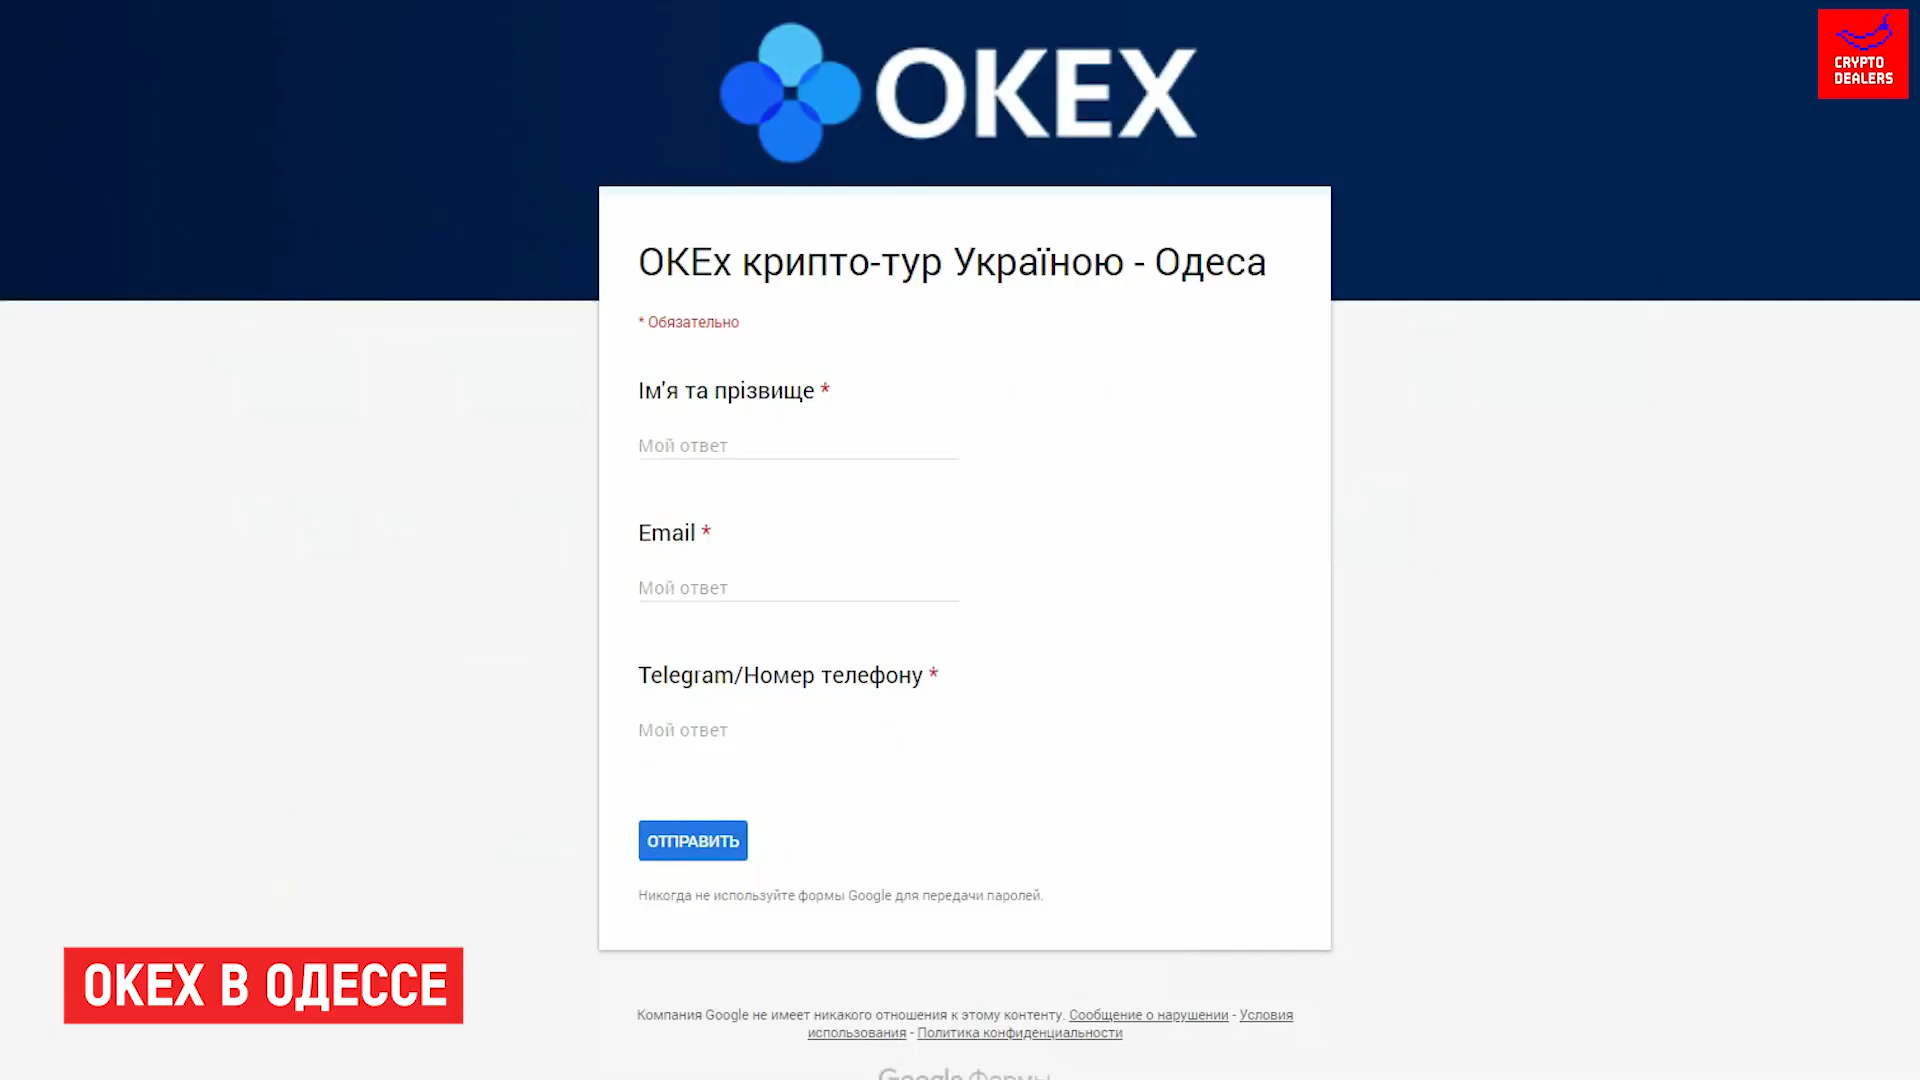 OKEX
CRYPTO
DEALERS
OKEx крипто-тур Україною - Одеса
* Обязательно
Ім'я та прізвище *
Мой ответ
Email *
Мой ответ
Telegram/Номер телефону *
Мой ответ
ОТПРАВИТЬ
Никогда не используйте формы Google для передачи паролей.
OKEX В ОДЕССЕ
Компания Google не имеет никакого отношения к этому контенту. Сообщение о нарушении - Условия
использования - Политика конфиденциальности
Google Формы